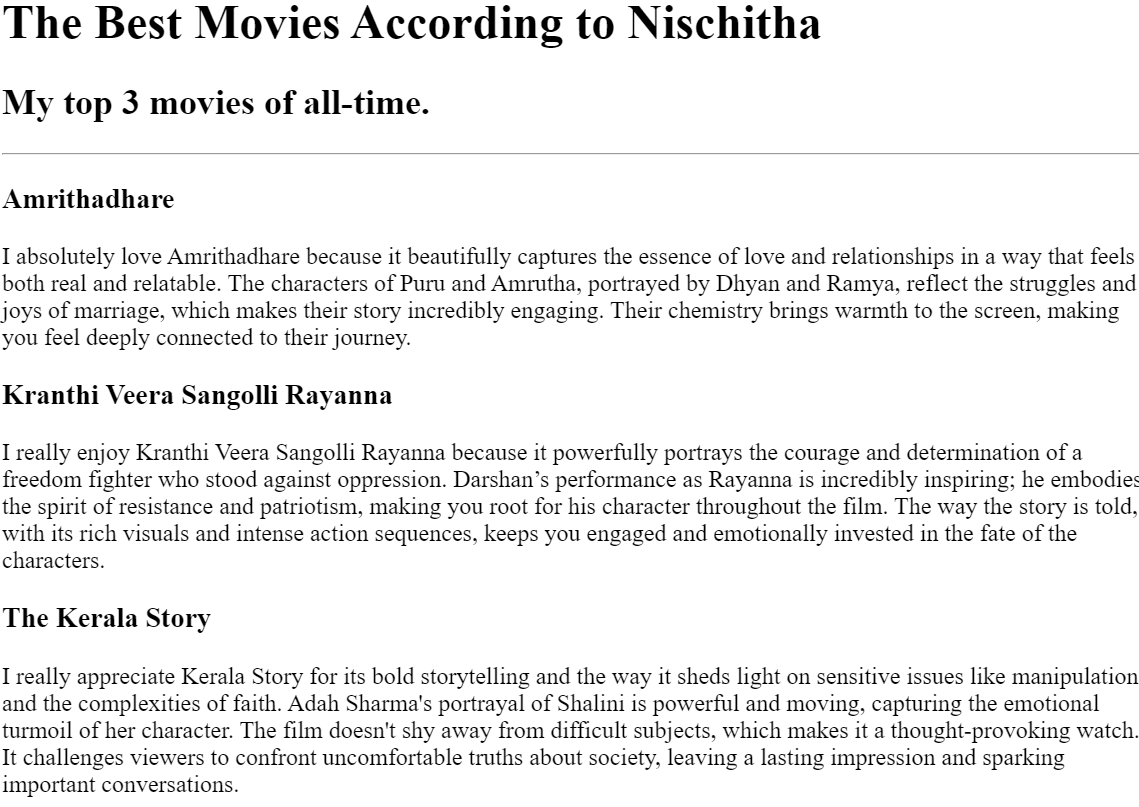 The Best Movies According to Nischitha
My top 3 movies of all-time.
Amrithadhare
I absolutely love Amrithadhare because it beautifully captures the essence of love and relationships in a way that feels
both real and relatable. The characters of Puru and Amrutha, portrayed by Dhyan and Ramya, reflect the struggles and
joys of marriage, which makes their story incredibly engaging. Their chemistry brings warmth to the screen, making
you feel deeply connected to their journey.
Kranthi Veera Sangolli Rayanna
I really enjoy Kranthi Veera Sangolli Rayanna because it powerfully portrays the courage and determination of a
freedom fighter who stood against oppression. Darshan’s performance as Rayanna is incredibly inspiring; he embodies
the spirit of resistance and patriotism, making you root for his character throughout the film. The way the story is told,
with its rich visuals and intense action sequences, keeps you engaged and emotionally invested in the fate of the
characters.
The Kerala Story
I really appreciate Kerala Story for its bold storytelling and the way it sheds light on sensitive issues like manipulation
and the complexities of faith. Adah Sharma's portrayal of Shalini is powerful and moving, capturing the emotional
turmoil of her character. The film doesn't shy away from difficult subjects, which makes it a thought-provoking watch.
It challenges viewers to confront uncomfortable truths about society, leaving a lasting impression and sparking
important conversations.